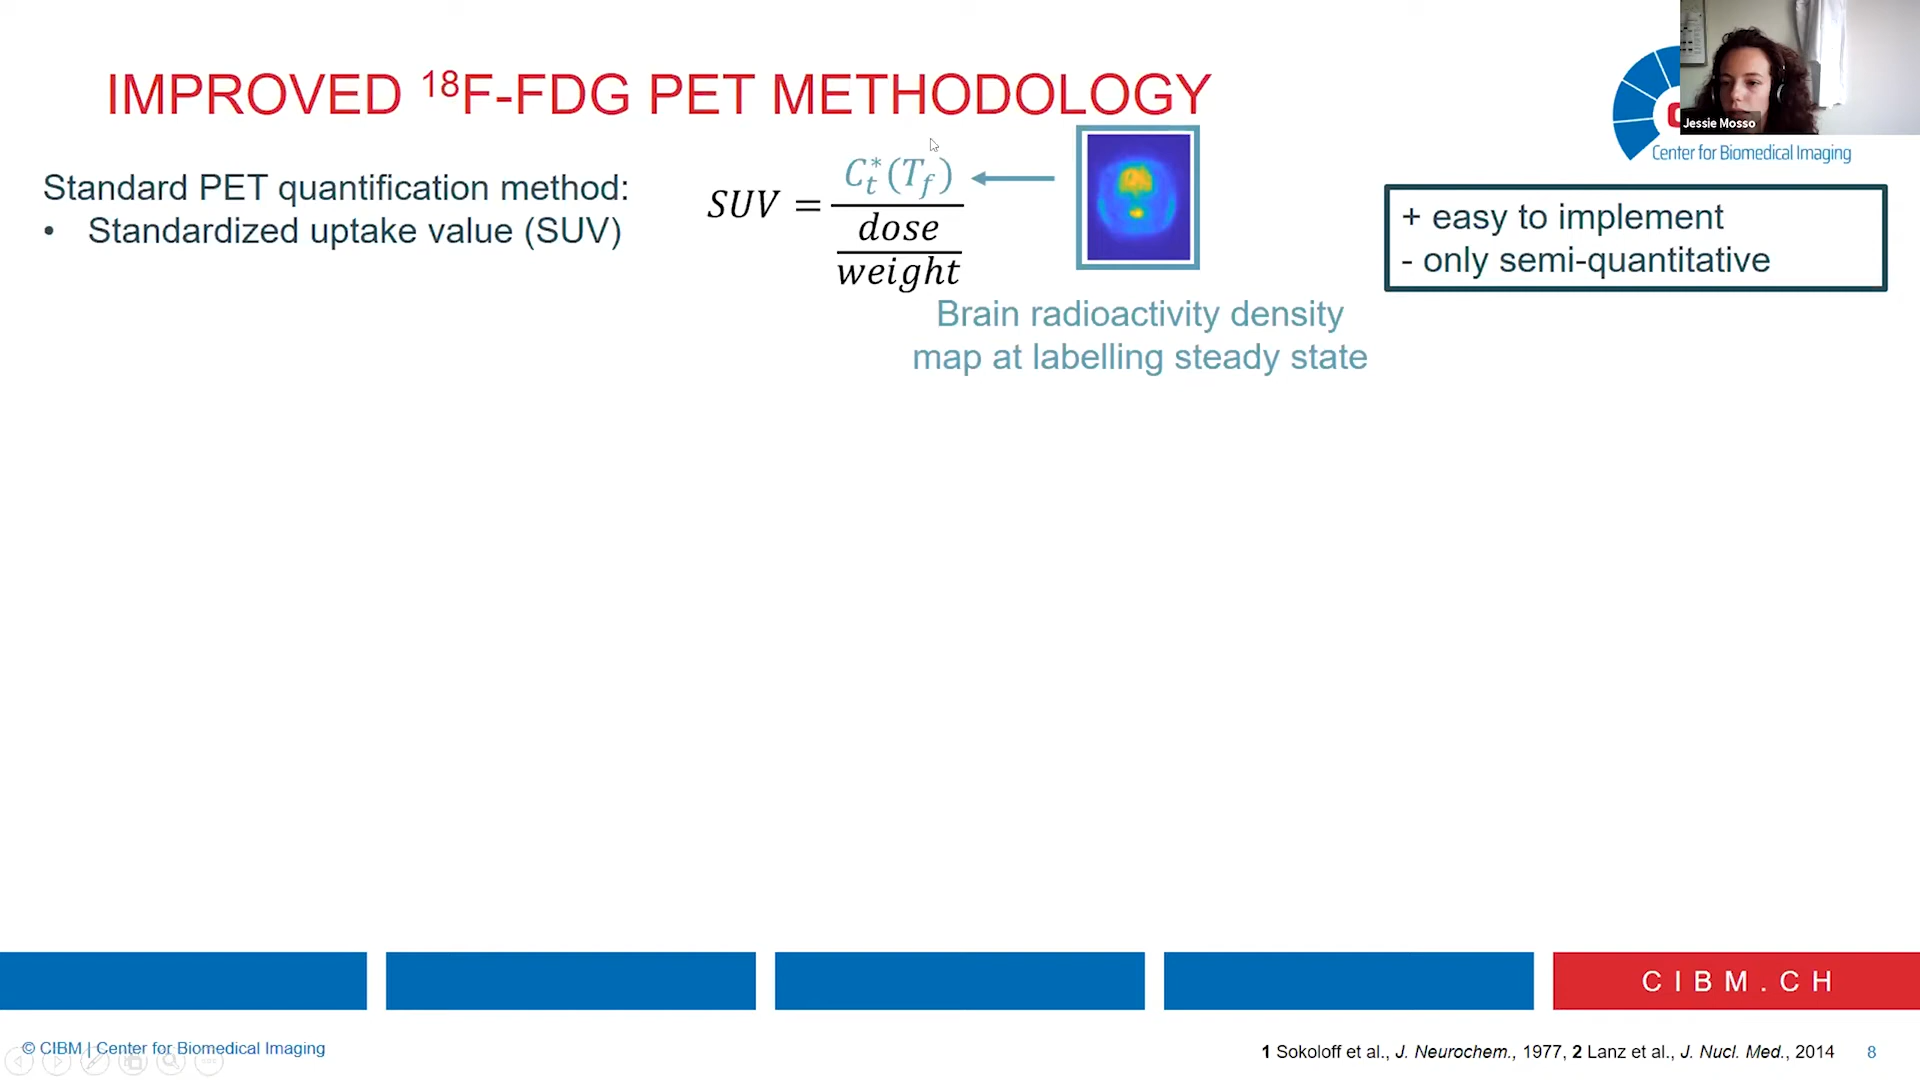 IMPROVED ¹⁸F-FDG PET METHODOLOGY
Jessie Mosso
C
Center for Biomedical Imaging
Standard PET quantification method:
• Standardized uptake value (SUV)
SUV = C*t(Tf)
dose
weight
+ easy to implement
- only semi-quantitative
Brain radioactivity density
map at labelling steady state
CIBM.CH
© CIBM | Center for Biomedical Imaging
1 Sokoloff et al., J. Neurochem., 1977, 2 Lanz et al., J. Nucl. Med., 2014
8